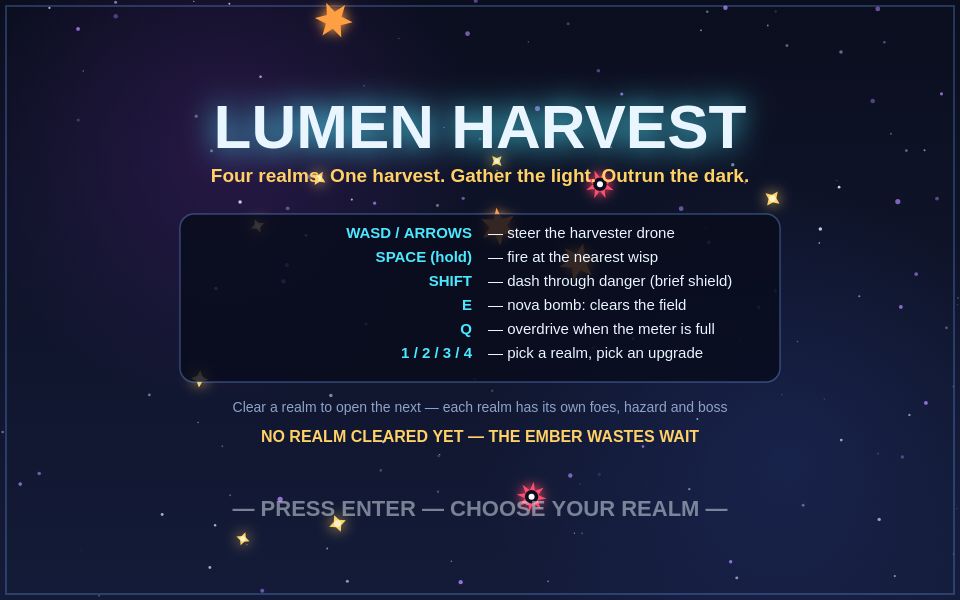 LUMEN HARVEST
Four realms. One harvest. Gather the light. Outrun the dark.
WASD / ARROWS — steer the harvester drone
SPACE (hold) — fire at the nearest wisp
SHIFT — dash through danger (brief shield)
E — nova bomb: clears the field
Q — overdrive when the meter is full
1 / 2 / 3 / 4 — pick a realm, pick an upgrade
Clear a realm to open the next — each realm has its own foes, hazard and boss
NO REALM CLEARED YET — THE EMBER WASTES WAIT
— PRESS ENTER — CHOOSE YOUR REALM —